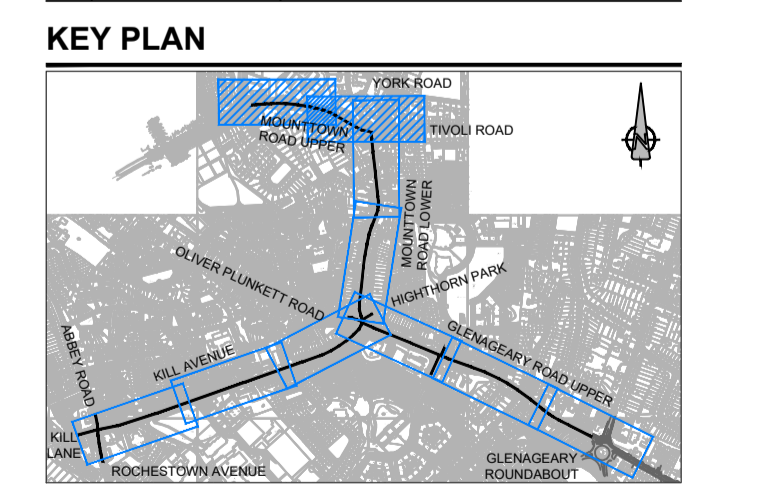 KEY PLAN
YORK ROAD
MOUNTTOWN
ROAD UPPER
TIVOLI ROAD
N
MOUNTTOWN
ROAD LOWER
OLIVER PLUNKETT ROAD
HIGHTHORN PARK
ABBEY ROAD
KILL AVENUE
GLENAGEARY ROAD UPPER
KILL
LANE
ROCHESTOWN AVENUE
GLENAGEARY
ROUNDABOUT